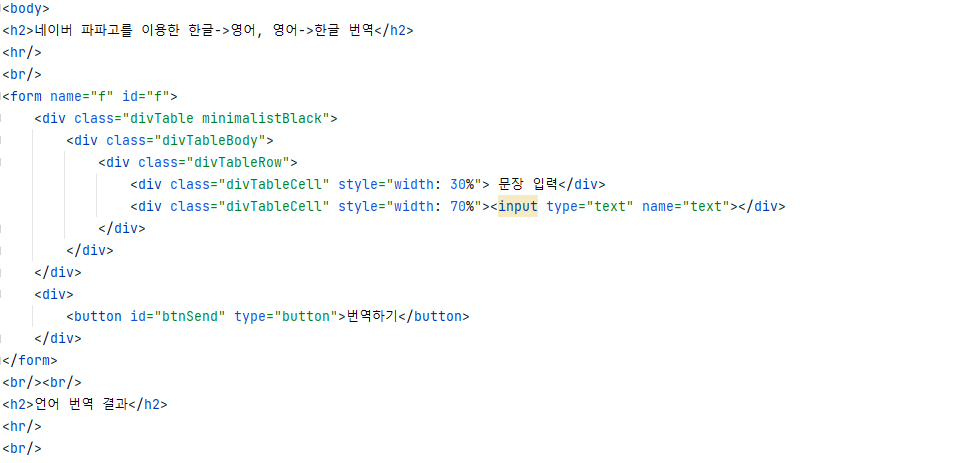 <body>
<h2>네이버 파파고를 이용한 한글->영어, 영어->한글 번역</h2>
<hr/>
<br/>
<form name="f" id="f">
    <div class="divTable minimalistBlack">
        <div class="divTableBody">
            <div class="divTableRow">
                <div class="divTableCell" style="width: 30%"> 문장 입력</div>
                <div class="divTableCell" style="width: 70%"><input type="text" name="text"></div>
            </div>
        </div>
    </div>
    <div>
        <button id="btnSend" type="button">번역하기</button>
    </div>
</form>
<br/><br/>
<h2>언어 번역 결과</h2>
<hr/>
<br/>